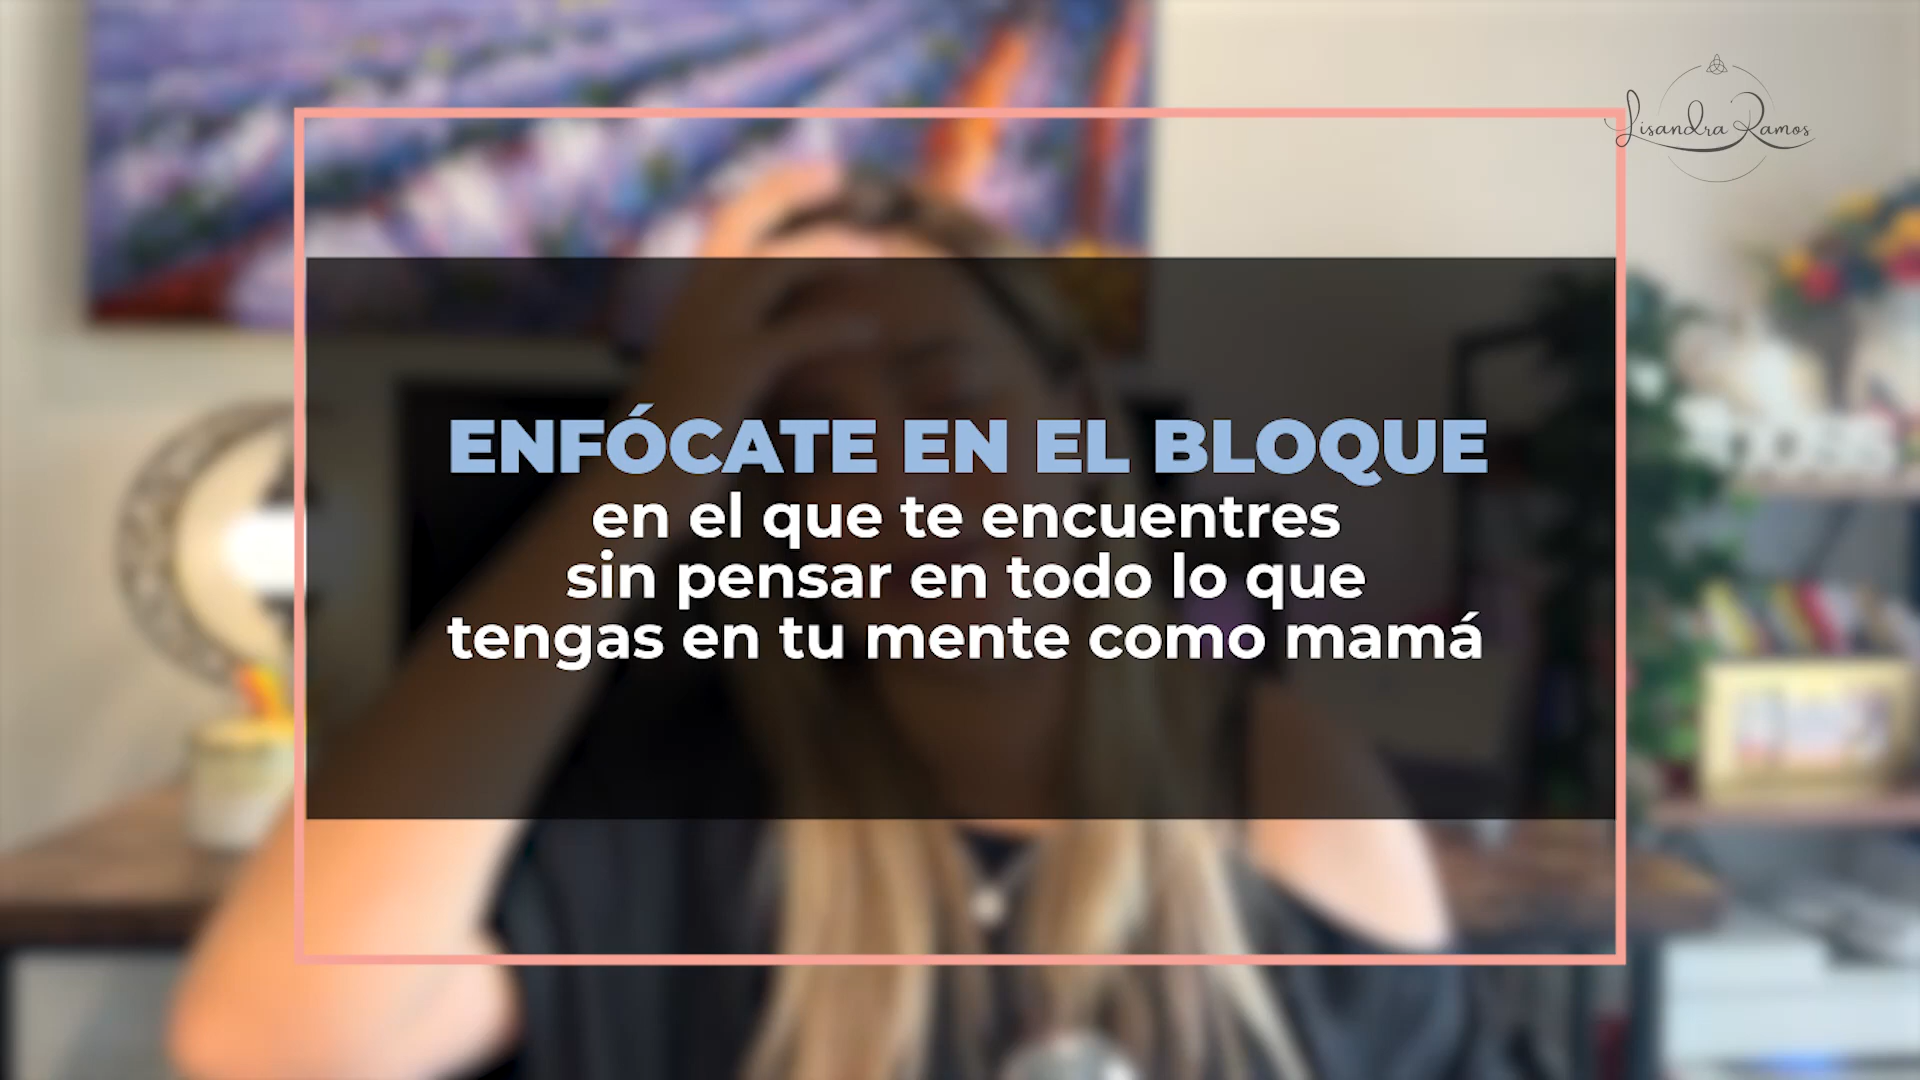 Lisandra Ramos
ENFÓCATE EN EL BLOQUE
en el que te encuentres
sin pensar en todo lo que
tengas en tu mente como mamá